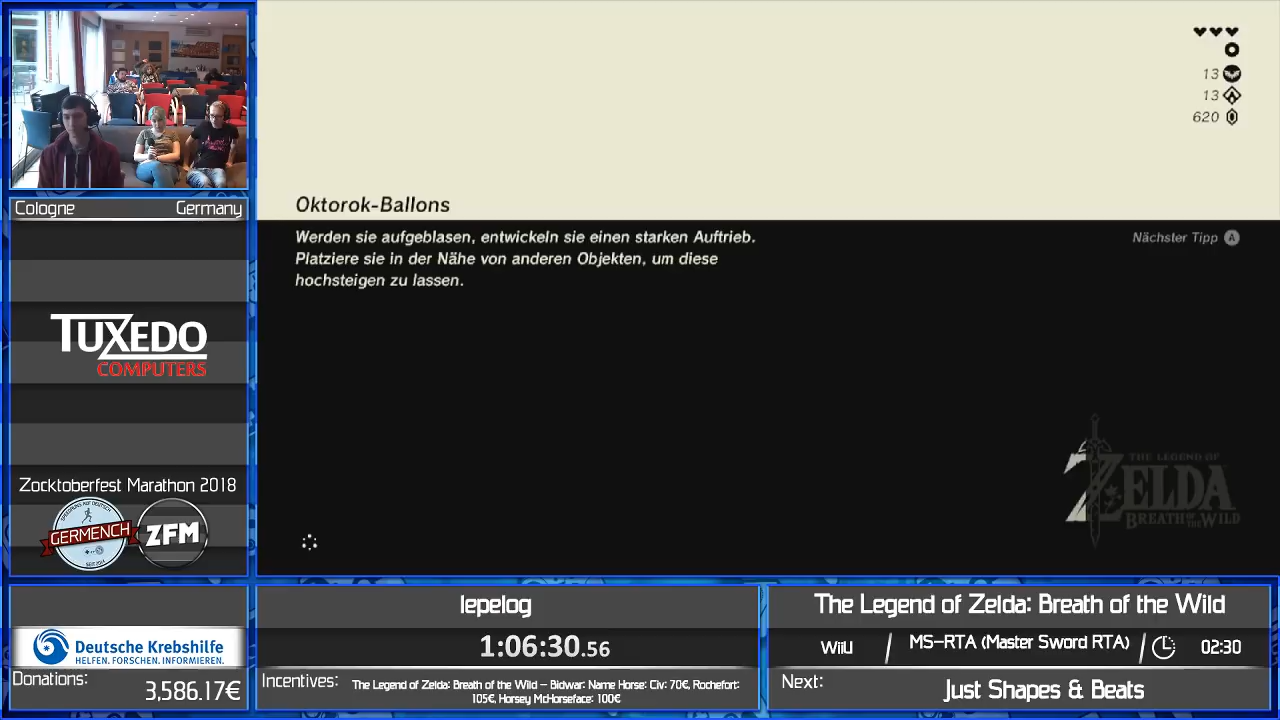 13
13
620
Oktorok-Ballons
Werden sie aufgeblasen, entwickeln sie einen starken Auftrieb.
Platziere sie in der Nähe von anderen Objekten, um diese
hochsteigen zu lassen.
Nächster Tipp A
Cologne Germany
TUXEDO
COMPUTERS
Zocktoberfest Marathon 2018
SPEEDRUNS AUF DEUTSCH
GERMENCH
SEIT 2014
ZFM
THE LEGEND OF
ZELDA
BREATH OF THE WILD
Deutsche Krebshilfe
HELFEN. FORSCHEN. INFORMIEREN.
Donations:
3,586.17€
lepelog
1:06:30.56
Incentives: The Legend of Zelda: Breath of the Wild – Bidwar: Name Horse: Civ: 70€, Rochefort:
105€, Horsey McHorseface: 100€
The Legend of Zelda: Breath of the Wild
WiiU / MS-RTA (Master Sword RTA) / 02:30
Next: Just Shapes & Beats